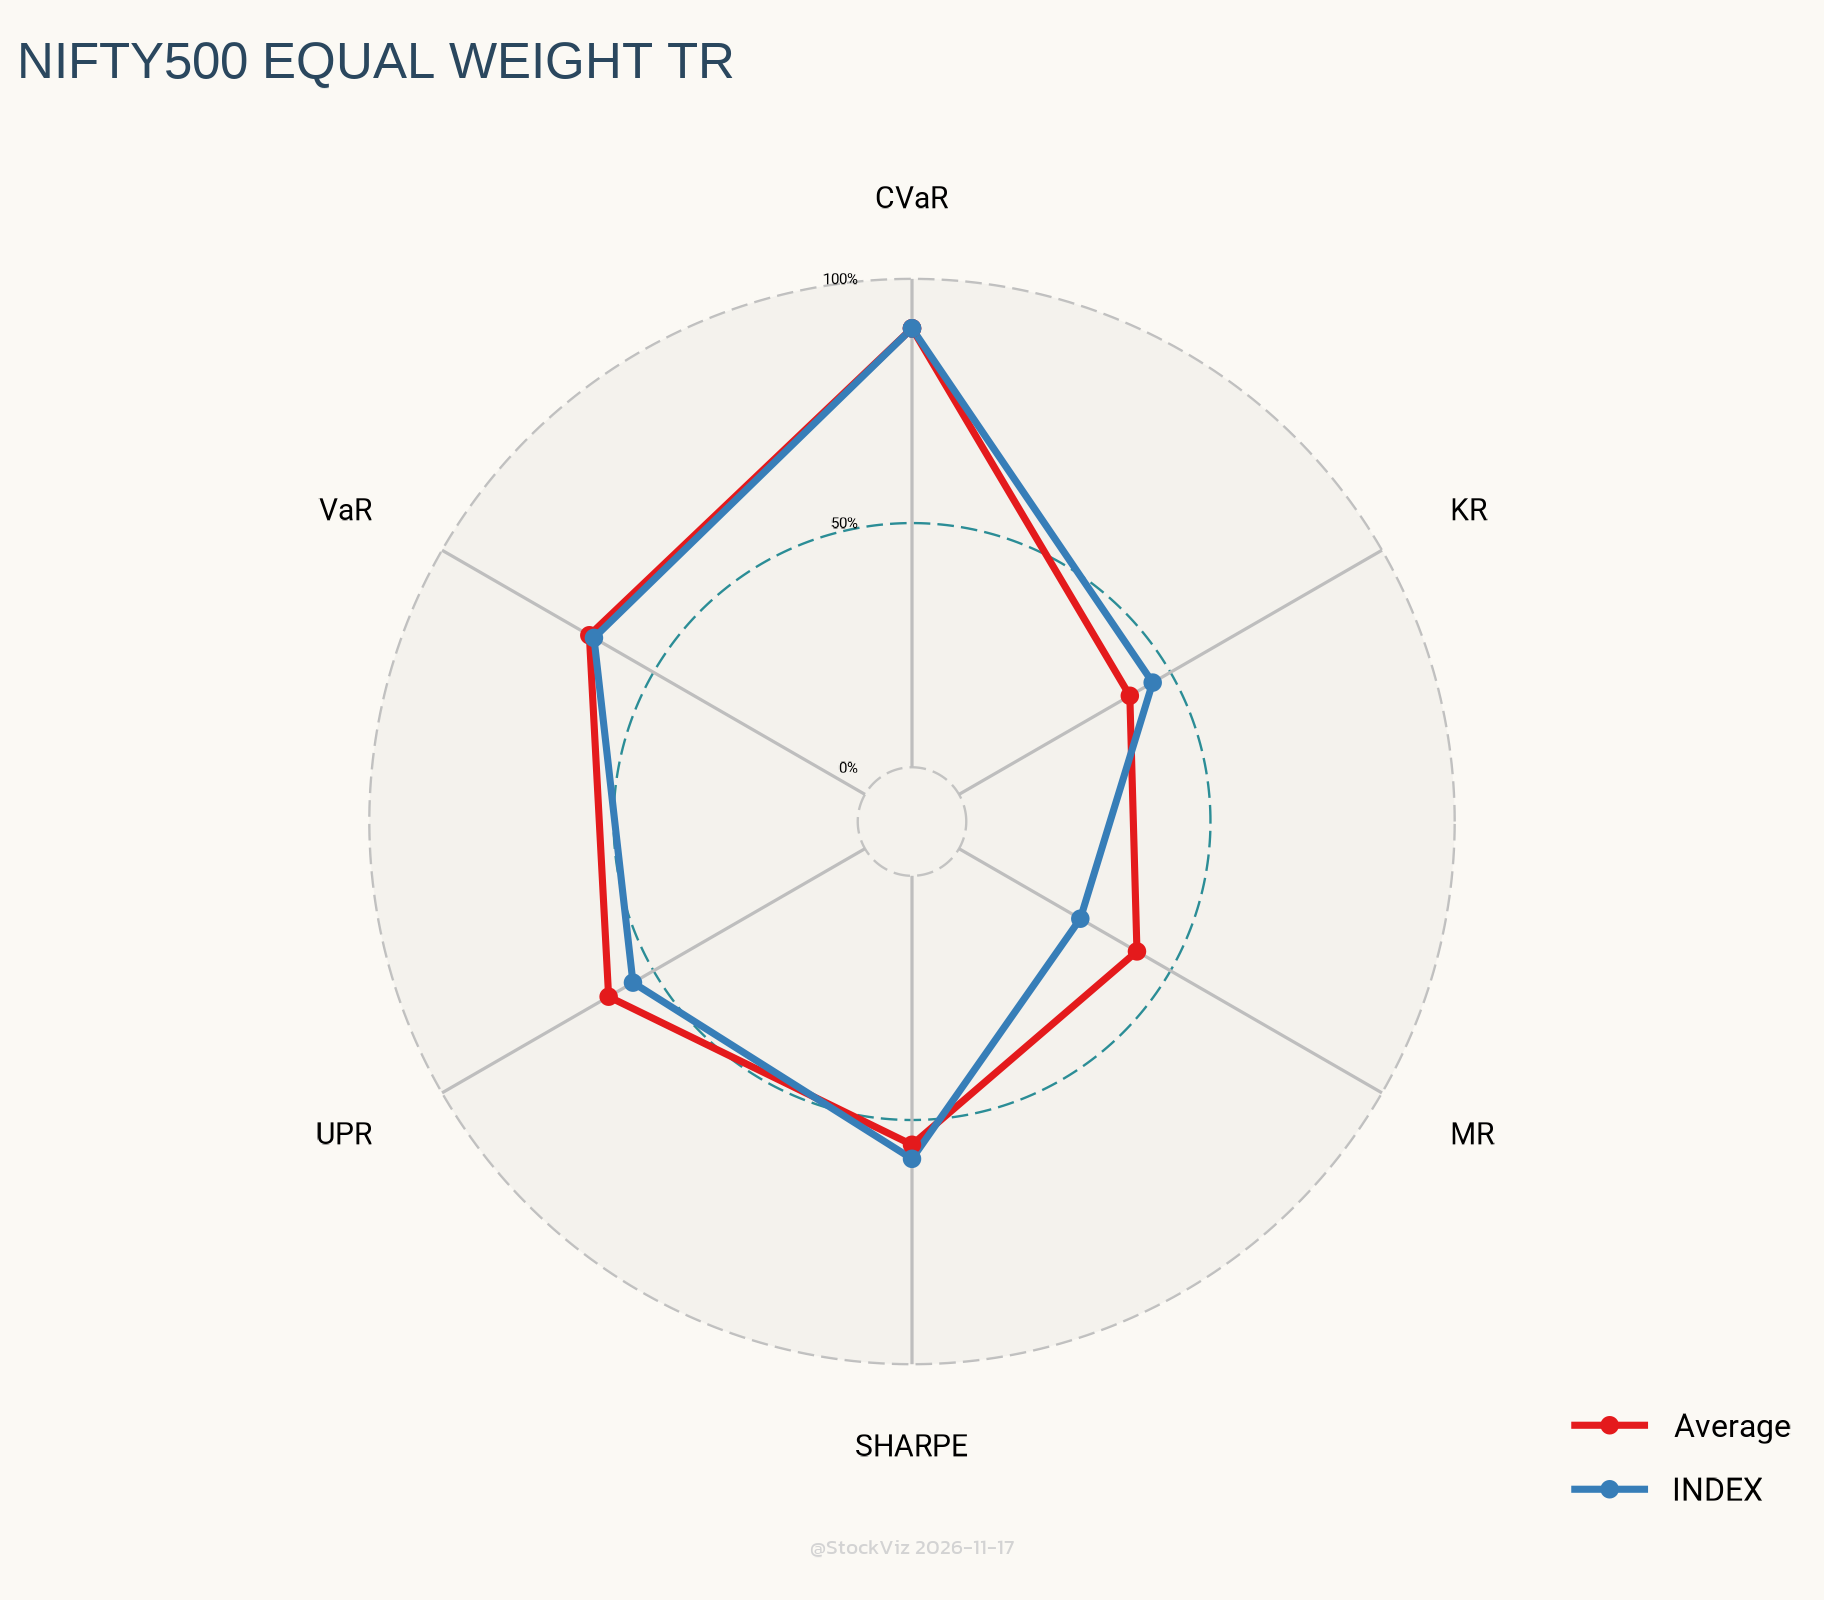 NIFTY500 EQUAL WEIGHT TR
CVaR
100%
VaR
KR
50%
0%
UPR
MR
SHARPE
Average
INDEX
@StockViz 2026-11-17